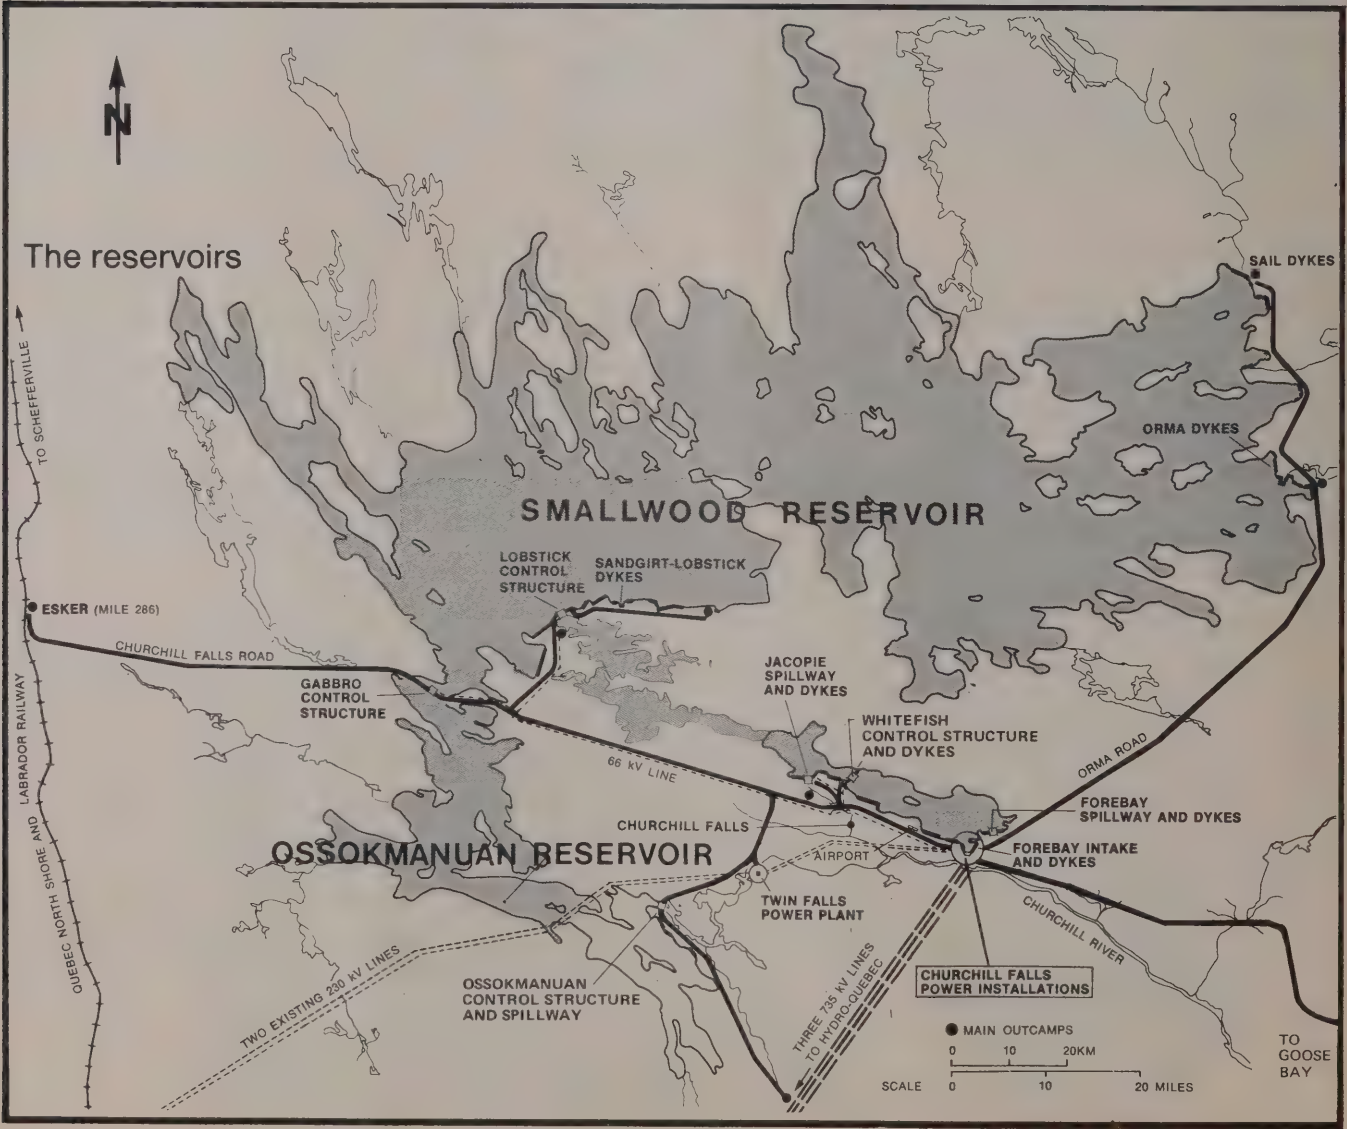 N
The reservoirs
SAIL DYKES
TO SCHEFFERVILLE
ORMA DYKES
SMALLWOOD RESERVOIR
LOBSTICK
CONTROL
STRUCTURE
SANDGIRT-LOBSTICK
DYKES
ESKER (MILE 286)
CHURCHILL FALLS ROAD
GABBRO
CONTROL
STRUCTURE
JACOPIE
SPILLWAY
AND DYKES
WHITEFISH
CONTROL STRUCTURE
AND DYKES
66 kV LINE
ORMA ROAD
QUEBEC NORTH SHORE AND LABRADOR RAILWAY
FOREBAY
SPILLWAY AND DYKES
CHURCHILL FALLS
OSSOKMANUAN RESERVOIR
AIRPORT
FOREBAY INTAKE
AND DYKES
TWIN FALLS
POWER PLANT
CHURCHILL RIVER
TWO EXISTING 230 kV LINES
OSSOKMANUAN
CONTROL STRUCTURE
AND SPILLWAY
THREE 735 kV LINES
TO HYDRO-QUEBEC
CHURCHILL FALLS
POWER INSTALLATIONS
MAIN OUTCAMPS
0 10 20KM
SCALE 0 10 20 MILES
TO
GOOSE
BAY